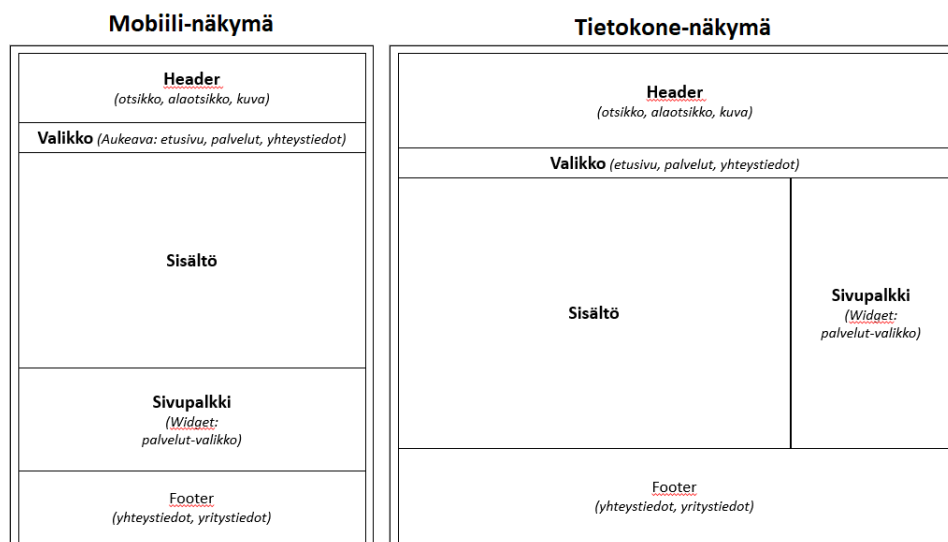 Mobiili-näkymä
Header
(otsikko, alaotsikko, kuva)
Valikko (Aukeava: etusivu, palvelut, yhteystiedot)
Sisältö
Sivupalkki
(Widget:
palvelut-valikko)
Footer
(yhteystiedot, yritystiedot)
Tietokone-näkymä
Header
(otsikko, alaotsikko, kuva)
Valikko (etusivu, palvelut, yhteystiedot)
Sisältö
Sivupalkki
(Widget:
palvelut-valikko)
Footer
(yhteystiedot, yritystiedot)